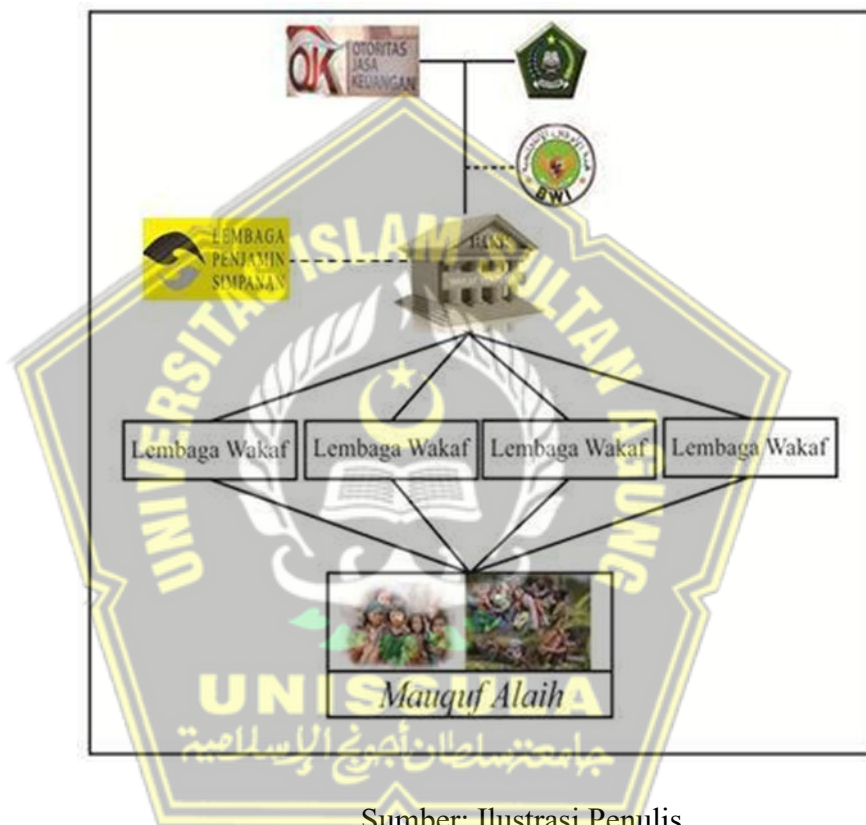 OJK OTORITAS
JASA
KEUANGAN
BWI
LEMBAGA
PENJAMIN
SIMPANAN
BANK
UNIVERSITAS ISLAM SULTAN AGUNG
Lembaga Wakaf
Lembaga Wakaf
Lembaga Wakaf
Lembaga Wakaf
Mauquf Alaih
UNISSULA
جامعة سلطان أجونج الإسلامية
Sumber: Ilustrasi Penulis